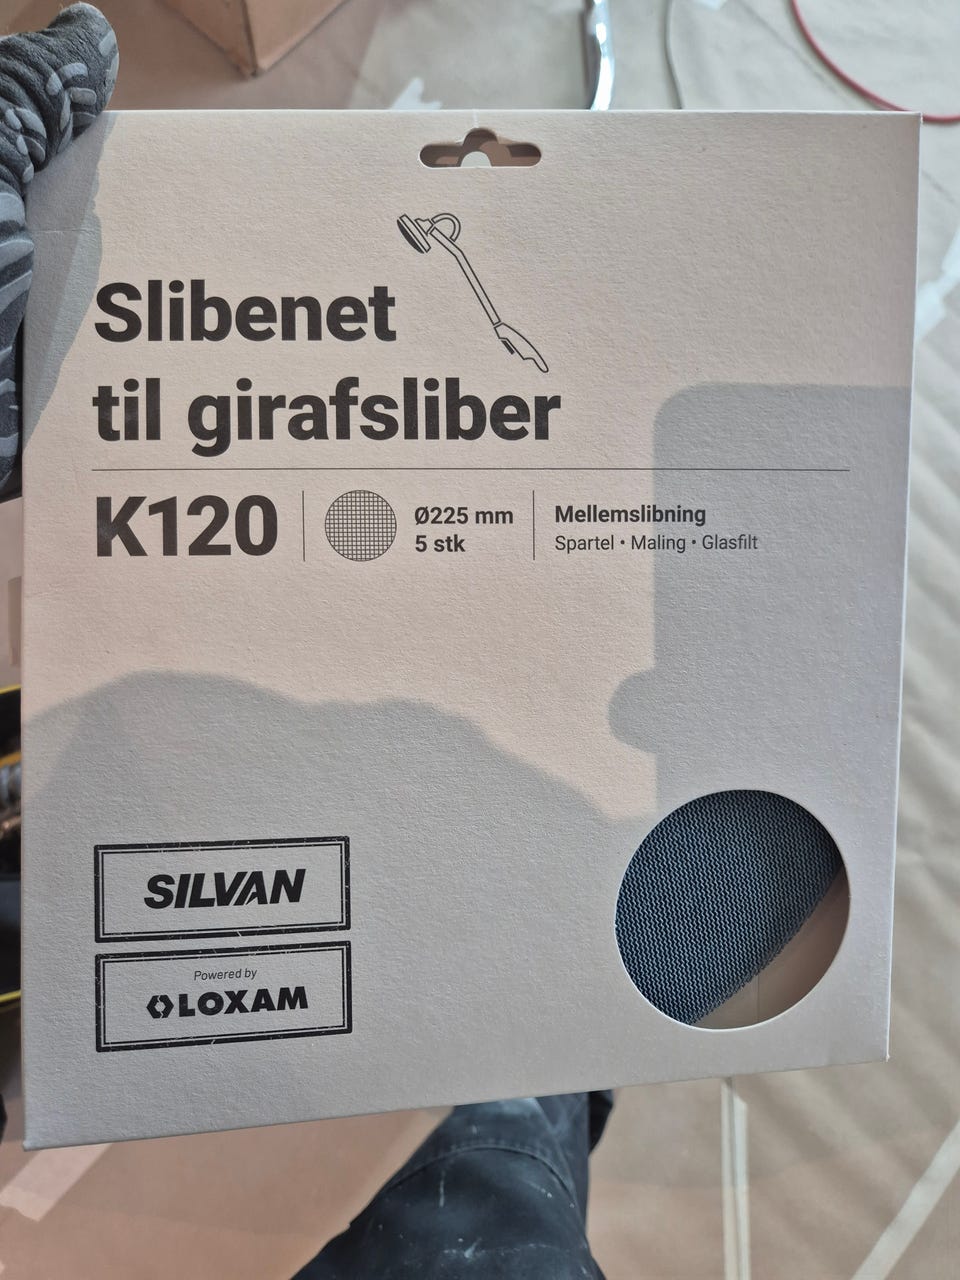 Slibenet
til girafsliber
K120
Ø225 mm
5 stk
Mellemslibning
Spartel • Maling • Glasfilt
SILVAN
Powered by
LOXAM